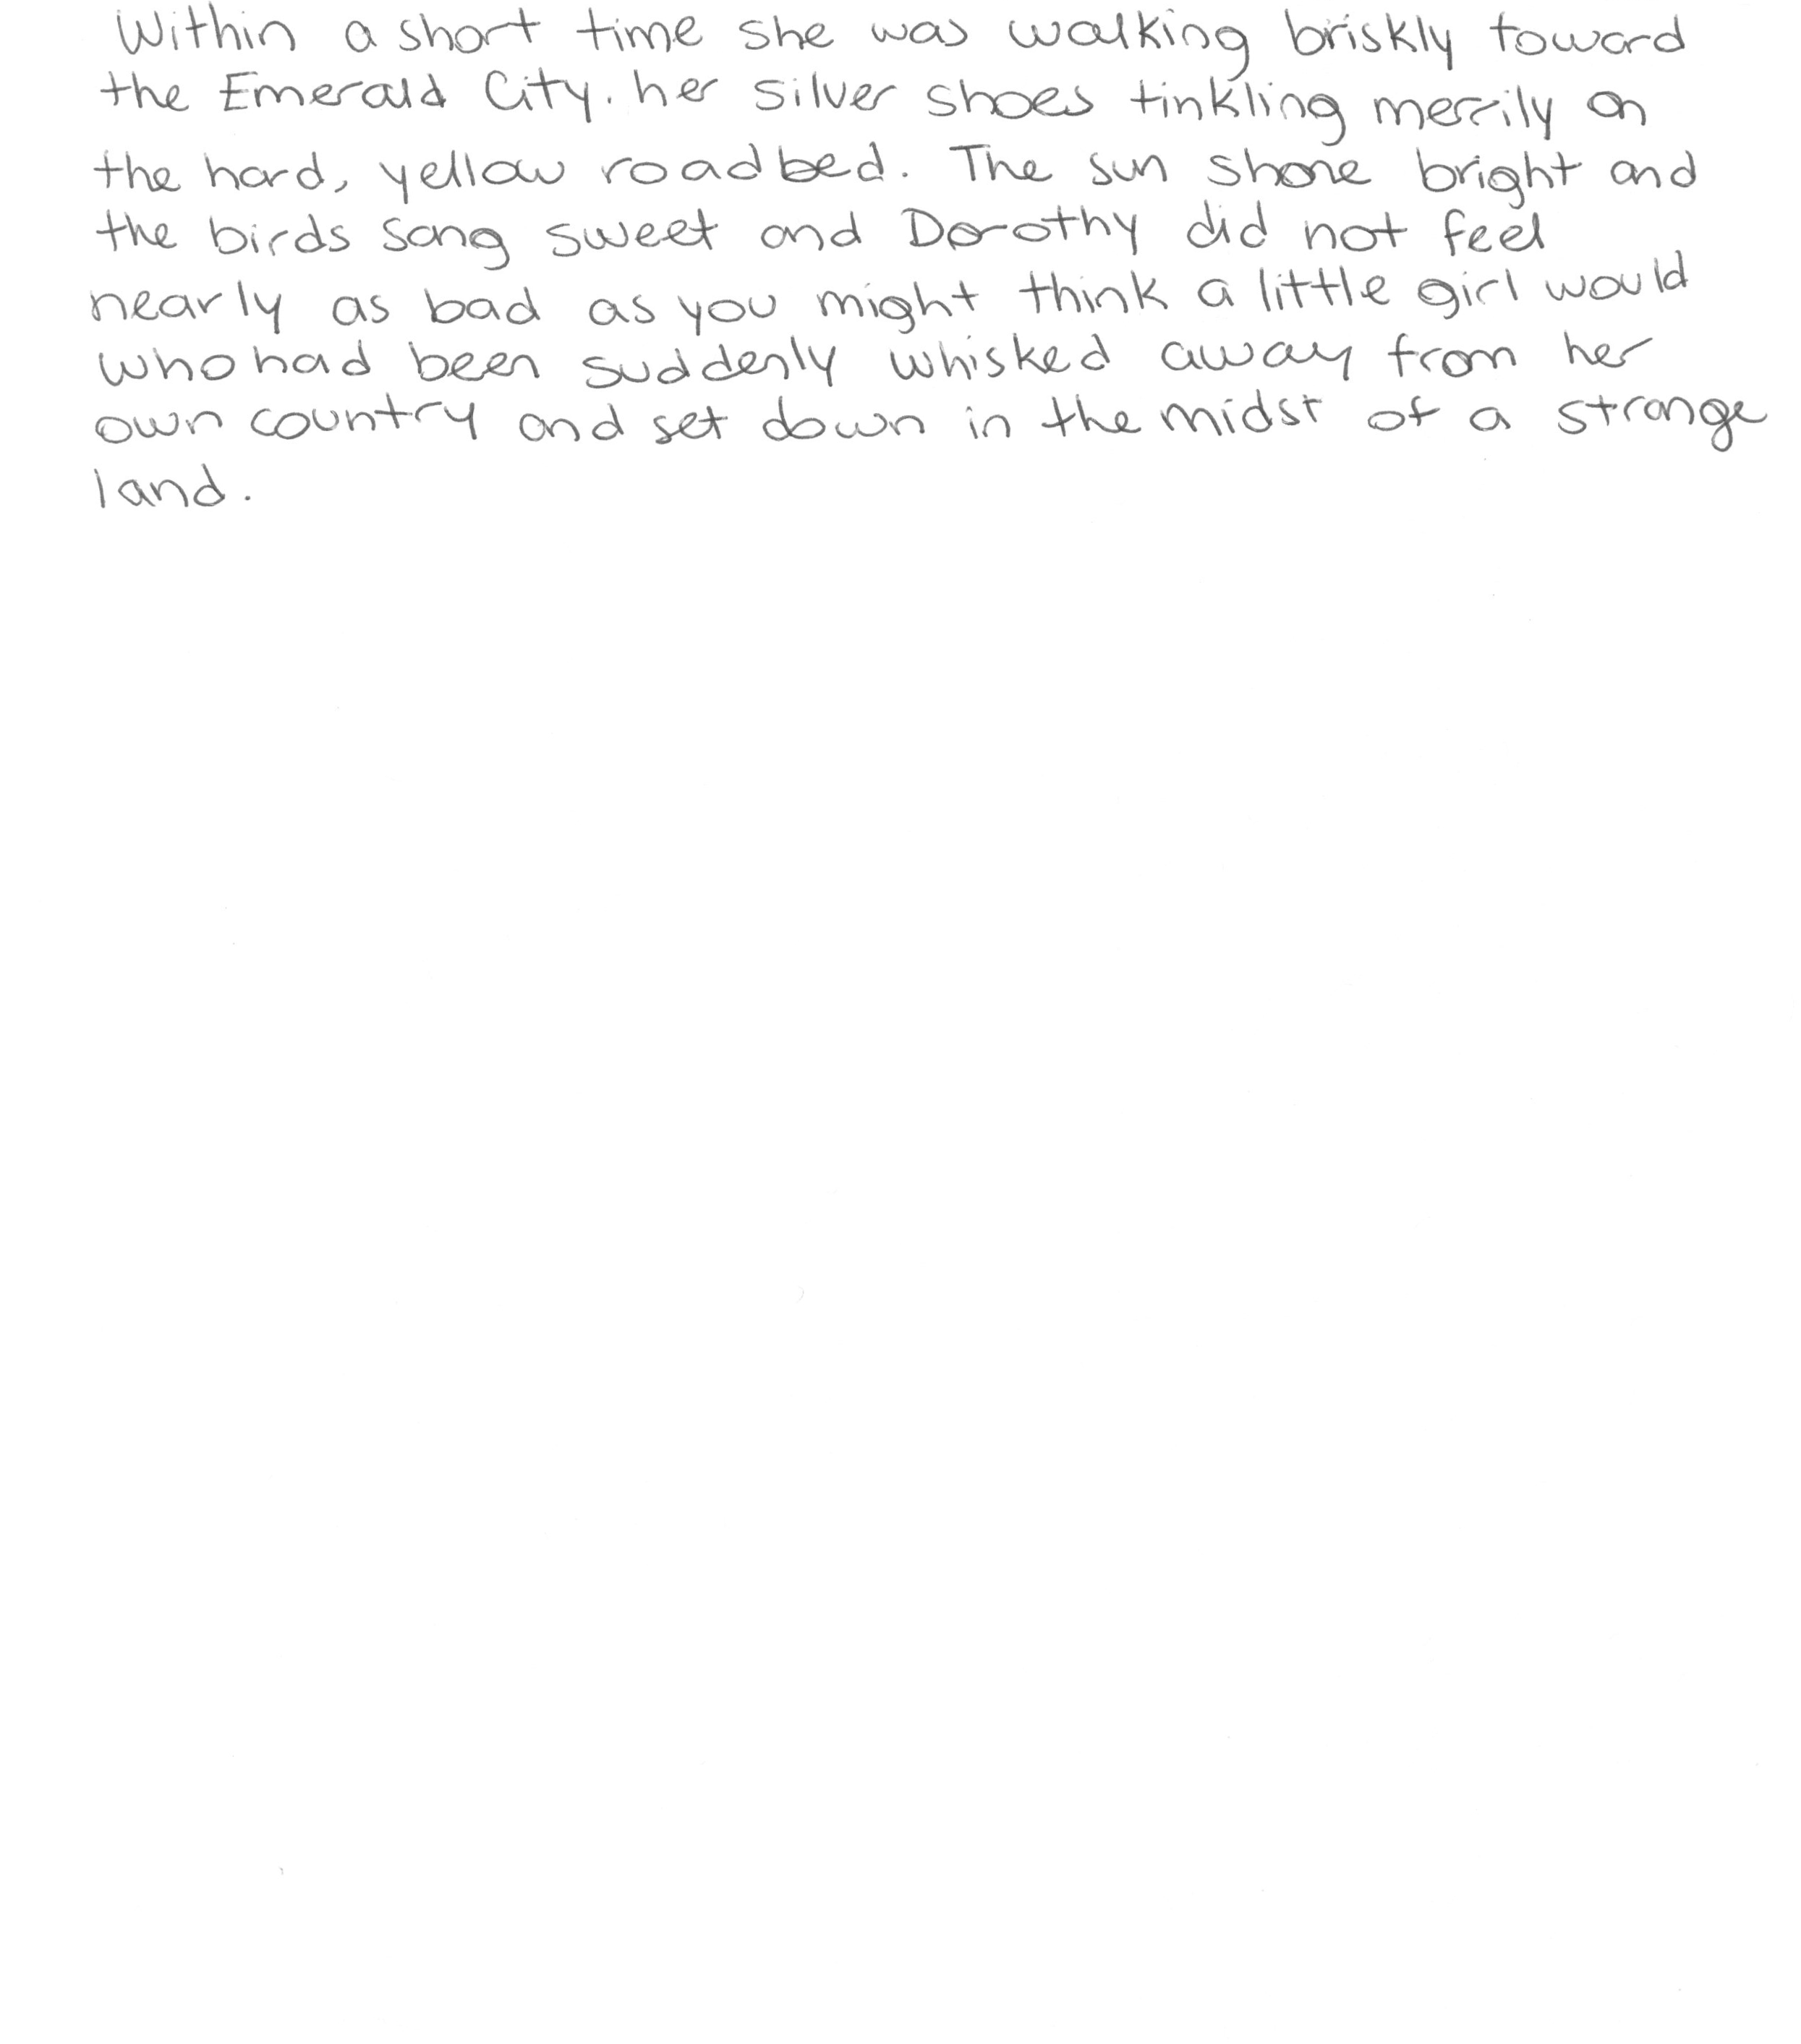 Within a short time she was walking briskly toward
the Emerald City. her silver shoes tinkling merrily on
the hard, yellow roadbed. The sun shone bright and
the birds sang sweet and Dorothy did not feel
nearly as bad as you might think a little girl would
who had been suddenly whisked away from her
own country and set down in the midst of a strange
land.